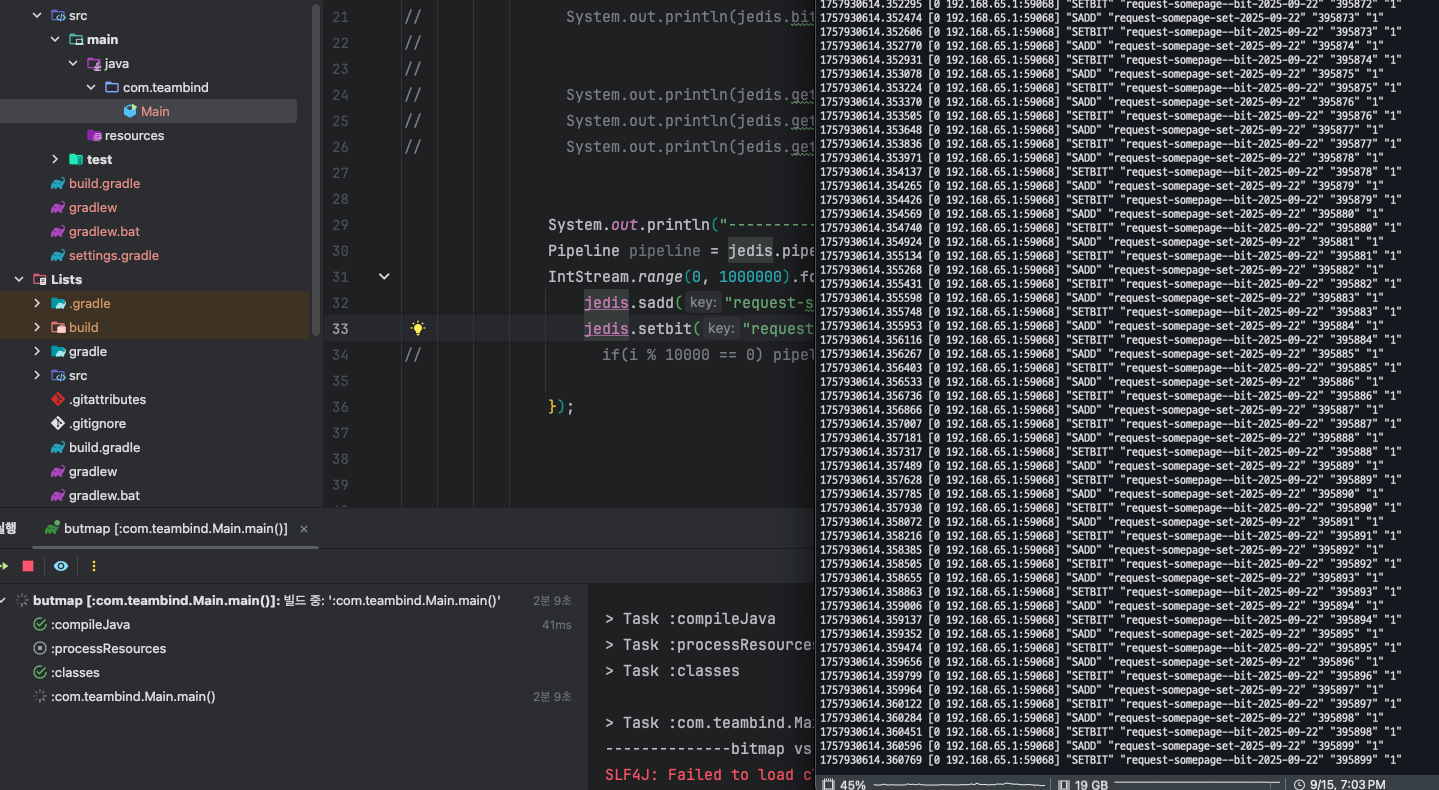 src
main
java
com.teambind
Main
resources
test
build.gradle
gradlew
gradlew.bat
settings.gradle
Lists
.gradle
build
gradle
src
.gitattributes
.gitignore
build.gradle
gradlew
gradlew.bat
21 // System.out.println(jedis.bit
22 //
23 //
24 // System.out.println(jedis.get
25 // System.out.println(jedis.get
26 // System.out.println(jedis.get
27
28
29 System.out.println("-----------
30 Pipeline pipeline = jedis.pipe
31 IntStream.range(0, 1000000).fo
32 jedis.sadd( key: "request-s
33 jedis.setbit( key: "request
34 // if(i % 10000 == 0) pipel
35
36 });
37
38
39
실행 butmap [:com.teambind.Main.main()] ×
butmap [:com.teambind.Main.main()]: 빌드 중: ':com.teambind.Main.main()' 2분 9초
:compileJava 41ms
:processResources
:classes
:com.teambind.Main.main() 2분 9초
> Task :compileJava
> Task :processResources
> Task :classes
> Task :com.teambind.Mai
--------------bitmap vs
SLF4J: Failed to load cl
1757930614.352295 [0 192.168.65.1:59068] "SETBIT" "request-somepage--bit-2025-09-22" "395872" "1"
1757930614.352474 [0 192.168.65.1:59068] "SADD" "request-somepage-set-2025-09-22" "395873" "1"
1757930614.352606 [0 192.168.65.1:59068] "SETBIT" "request-somepage--bit-2025-09-22" "395873" "1"
1757930614.352770 [0 192.168.65.1:59068] "SADD" "request-somepage-set-2025-09-22" "395874" "1"
1757930614.352931 [0 192.168.65.1:59068] "SETBIT" "request-somepage--bit-2025-09-22" "395874" "1"
1757930614.353078 [0 192.168.65.1:59068] "SADD" "request-somepage-set-2025-09-22" "395875" "1"
1757930614.353224 [0 192.168.65.1:59068] "SETBIT" "request-somepage--bit-2025-09-22" "395875" "1"
1757930614.353370 [0 192.168.65.1:59068] "SADD" "request-somepage-set-2025-09-22" "395876" "1"
1757930614.353505 [0 192.168.65.1:59068] "SETBIT" "request-somepage--bit-2025-09-22" "395876" "1"
1757930614.353648 [0 192.168.65.1:59068] "SADD" "request-somepage-set-2025-09-22" "395877" "1"
1757930614.353836 [0 192.168.65.1:59068] "SETBIT" "request-somepage--bit-2025-09-22" "395877" "1"
1757930614.353971 [0 192.168.65.1:59068] "SADD" "request-somepage-set-2025-09-22" "395878" "1"
1757930614.354137 [0 192.168.65.1:59068] "SETBIT" "request-somepage--bit-2025-09-22" "395878" "1"
1757930614.354265 [0 192.168.65.1:59068] "SADD" "request-somepage-set-2025-09-22" "395879" "1"
1757930614.354426 [0 192.168.65.1:59068] "SETBIT" "request-somepage--bit-2025-09-22" "395879" "1"
1757930614.354569 [0 192.168.65.1:59068] "SADD" "request-somepage-set-2025-09-22" "395880" "1"
1757930614.354740 [0 192.168.65.1:59068] "SETBIT" "request-somepage--bit-2025-09-22" "395880" "1"
1757930614.354924 [0 192.168.65.1:59068] "SADD" "request-somepage-set-2025-09-22" "395881" "1"
1757930614.355134 [0 192.168.65.1:59068] "SETBIT" "request-somepage--bit-2025-09-22" "395881" "1"
1757930614.355268 [0 192.168.65.1:59068] "SADD" "request-somepage-set-2025-09-22" "395882" "1"
1757930614.355431 [0 192.168.65.1:59068] "SETBIT" "request-somepage--bit-2025-09-22" "395882" "1"
1757930614.355598 [0 192.168.65.1:59068] "SADD" "request-somepage-set-2025-09-22" "395883" "1"
1757930614.355748 [0 192.168.65.1:59068] "SETBIT" "request-somepage--bit-2025-09-22" "395883" "1"
1757930614.355953 [0 192.168.65.1:59068] "SADD" "request-somepage-set-2025-09-22" "395884" "1"
1757930614.356116 [0 192.168.65.1:59068] "SETBIT" "request-somepage--bit-2025-09-22" "395884" "1"
1757930614.356267 [0 192.168.65.1:59068] "SADD" "request-somepage-set-2025-09-22" "395885" "1"
1757930614.356403 [0 192.168.65.1:59068] "SETBIT" "request-somepage--bit-2025-09-22" "395885" "1"
1757930614.356533 [0 192.168.65.1:59068] "SADD" "request-somepage-set-2025-09-22" "395886" "1"
1757930614.356736 [0 192.168.65.1:59068] "SETBIT" "request-somepage--bit-2025-09-22" "395886" "1"
1757930614.356866 [0 192.168.65.1:59068] "SADD" "request-somepage-set-2025-09-22" "395887" "1"
1757930614.357007 [0 192.168.65.1:59068] "SETBIT" "request-somepage--bit-2025-09-22" "395887" "1"
1757930614.357181 [0 192.168.65.1:59068] "SADD" "request-somepage-set-2025-09-22" "395888" "1"
1757930614.357317 [0 192.168.65.1:59068] "SETBIT" "request-somepage--bit-2025-09-22" "395888" "1"
1757930614.357489 [0 192.168.65.1:59068] "SADD" "request-somepage-set-2025-09-22" "395889" "1"
1757930614.357628 [0 192.168.65.1:59068] "SETBIT" "request-somepage--bit-2025-09-22" "395889" "1"
1757930614.357785 [0 192.168.65.1:59068] "SADD" "request-somepage-set-2025-09-22" "395890" "1"
1757930614.357930 [0 192.168.65.1:59068] "SETBIT" "request-somepage--bit-2025-09-22" "395890" "1"
1757930614.358072 [0 192.168.65.1:59068] "SADD" "request-somepage-set-2025-09-22" "395891" "1"
1757930614.358216 [0 192.168.65.1:59068] "SETBIT" "request-somepage--bit-2025-09-22" "395891" "1"
1757930614.358385 [0 192.168.65.1:59068] "SADD" "request-somepage-set-2025-09-22" "395892" "1"
1757930614.358505 [0 192.168.65.1:59068] "SETBIT" "request-somepage--bit-2025-09-22" "395892" "1"
1757930614.358655 [0 192.168.65.1:59068] "SADD" "request-somepage-set-2025-09-22" "395893" "1"
1757930614.358863 [0 192.168.65.1:59068] "SETBIT" "request-somepage--bit-2025-09-22" "395893" "1"
1757930614.359006 [0 192.168.65.1:59068] "SADD" "request-somepage-set-2025-09-22" "395894" "1"
1757930614.359137 [0 192.168.65.1:59068] "SETBIT" "request-somepage--bit-2025-09-22" "395894" "1"
1757930614.359352 [0 192.168.65.1:59068] "SADD" "request-somepage-set-2025-09-22" "395895" "1"
1757930614.359474 [0 192.168.65.1:59068] "SETBIT" "request-somepage--bit-2025-09-22" "395895" "1"
1757930614.359656 [0 192.168.65.1:59068] "SADD" "request-somepage-set-2025-09-22" "395896" "1"
1757930614.359799 [0 192.168.65.1:59068] "SETBIT" "request-somepage--bit-2025-09-22" "395896" "1"
1757930614.359964 [0 192.168.65.1:59068] "SADD" "request-somepage-set-2025-09-22" "395897" "1"
1757930614.360122 [0 192.168.65.1:59068] "SETBIT" "request-somepage--bit-2025-09-22" "395897" "1"
1757930614.360284 [0 192.168.65.1:59068] "SADD" "request-somepage-set-2025-09-22" "395898" "1"
1757930614.360451 [0 192.168.65.1:59068] "SETBIT" "request-somepage--bit-2025-09-22" "395898" "1"
1757930614.360596 [0 192.168.65.1:59068] "SADD" "request-somepage-set-2025-09-22" "395899" "1"
1757930614.360769 [0 192.168.65.1:59068] "SETBIT" "request-somepage--bit-2025-09-22" "395899" "1"
45% 19 GB 9/15, 7:03 PM